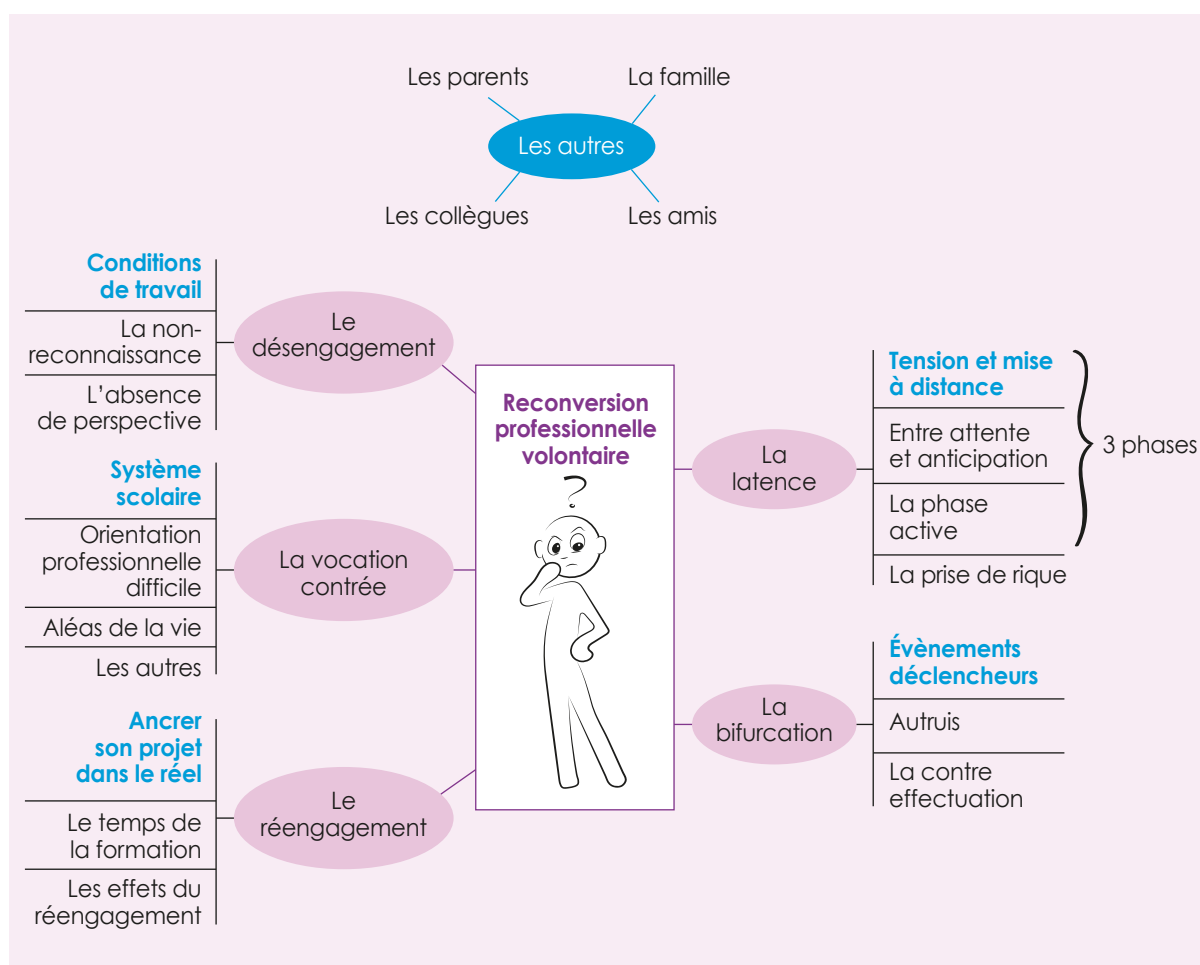 Les parents
La famille
Les autres
Les collègues
Les amis
Conditions
de travail
La non-
reconnaissance
L'absence
de perspective
Le
désengagement
Système
scolaire
Orientation
professionnelle
difficile
Aléas de la vie
Les autres
La vocation
contrée
Ancrer
son projet
dans le réel
Le temps de
la formation
Les effets du
réengagement
Le
réengagement
Reconversion
professionnelle
volontaire
?
La
latence
Tension et mise
à distance
Entre attente
et anticipation
La phase
active
La prise de rique
3 phases
La
bifurcation
Évènements
déclencheurs
Autruis
La contre
effectuation